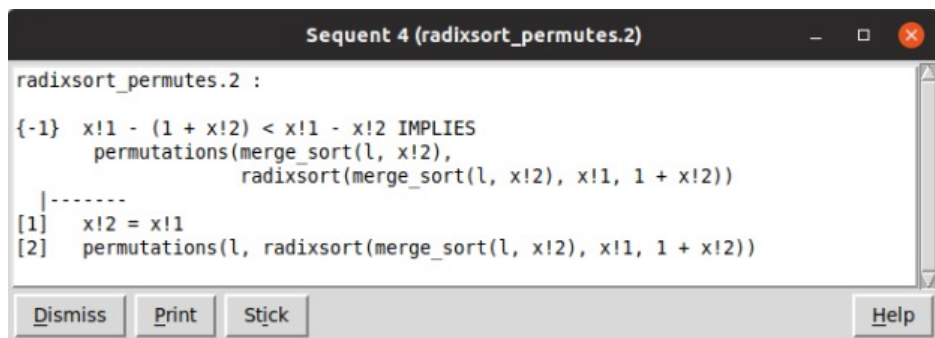 Sequent 4 (radixsort_permutes.2)
radixsort_permutes.2 :
{-1}  x!1 - (1 + x!2) < x!1 - x!2 IMPLIES
permutations(merge_sort(l, x!2),
radixsort(merge_sort(l, x!2), x!1, 1 + x!2))
|-------
[1]   x!2 = x!1
[2]   permutations(l, radixsort(merge_sort(l, x!2), x!1, 1 + x!2))
Dismiss Print Stick Help